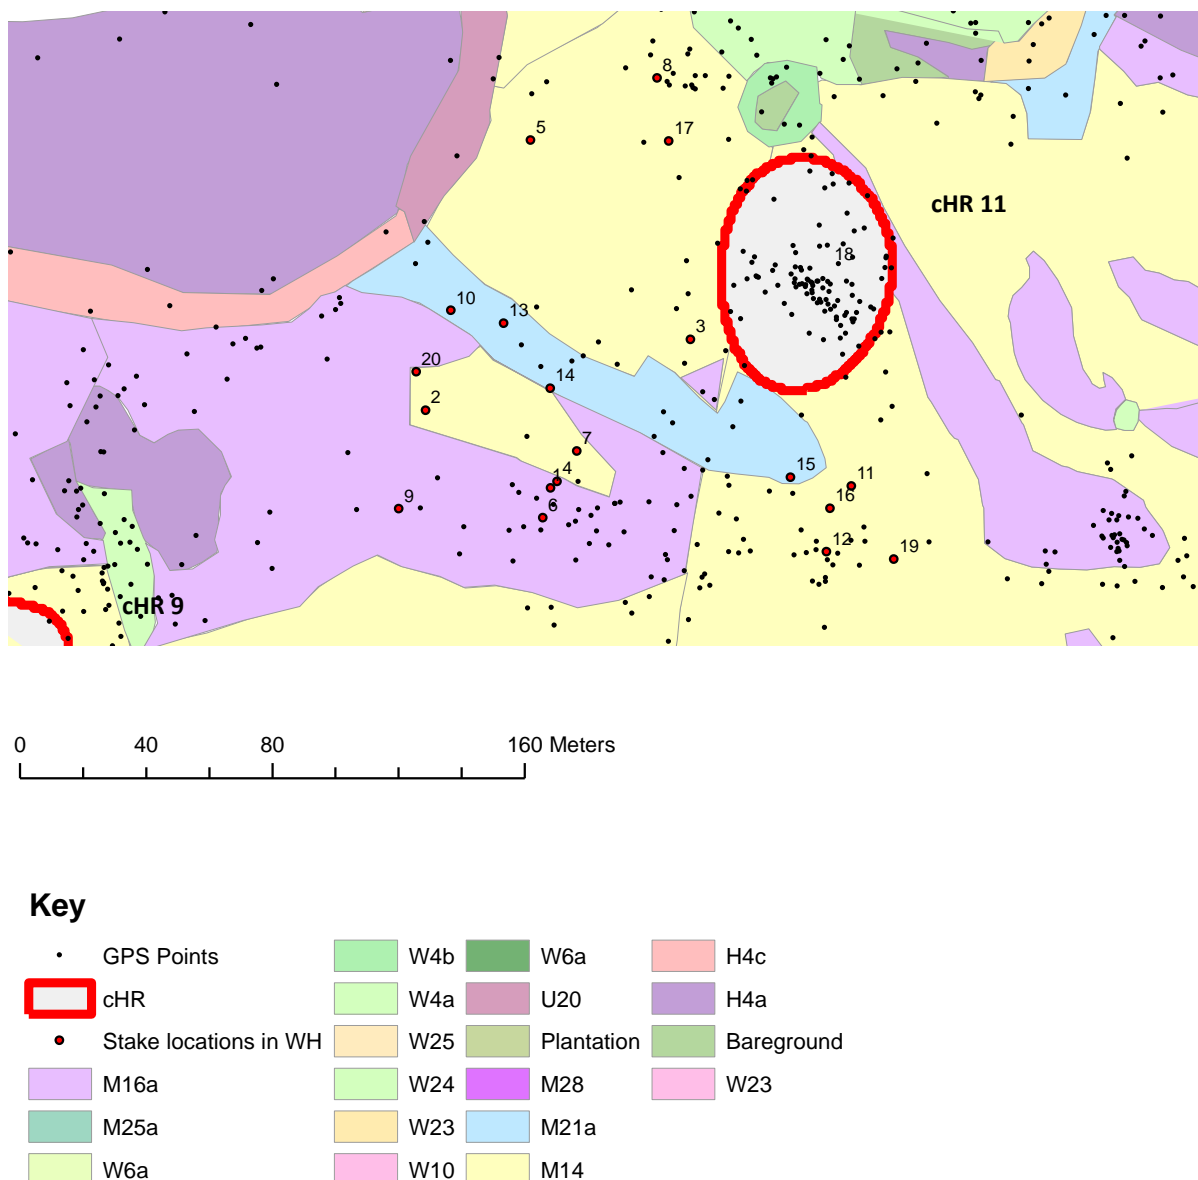 8
5
17
cHR 11
18
10
13
3
20
14
2
7
4
1
15
11
9
6
16
12
19
cHR 9
0 40 80 160 Meters
Key
GPS Points W4b W6a H4c
cHR W4a U20 H4a
Stake locations in WH W25 Plantation Bareground
M16a W24 M28 W23
M25a W23 M21a
W6a W10 M14